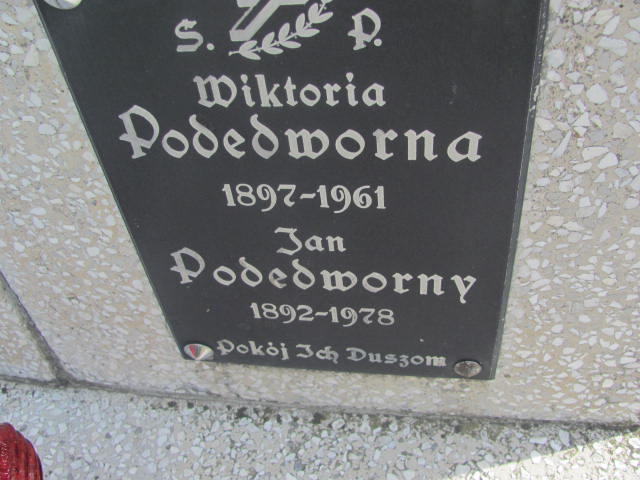 S. P.
Wiktoria
Podedworna
1897-1961
Jan
Podedworny
1892-1978
Pokój Ich Duszom